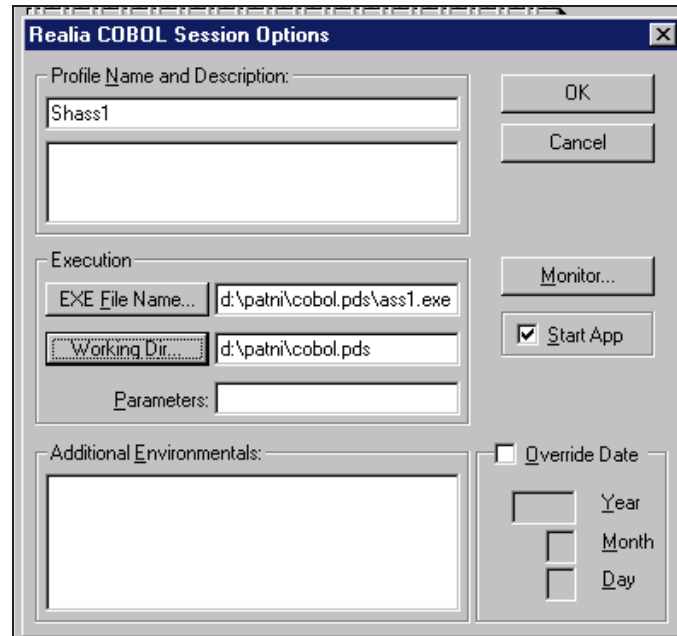 Realia COBOL Session Options
Profile Name and Description:
Shass1
OK
Cancel
Execution
EXE File Name... d:\patni\cobol.pds\ass1.exe
Working Dir... d:\patni\cobol.pds
Parameters:
Monitor...
Start App
Additional Environmentals:
Override Date
Year
Month
Day